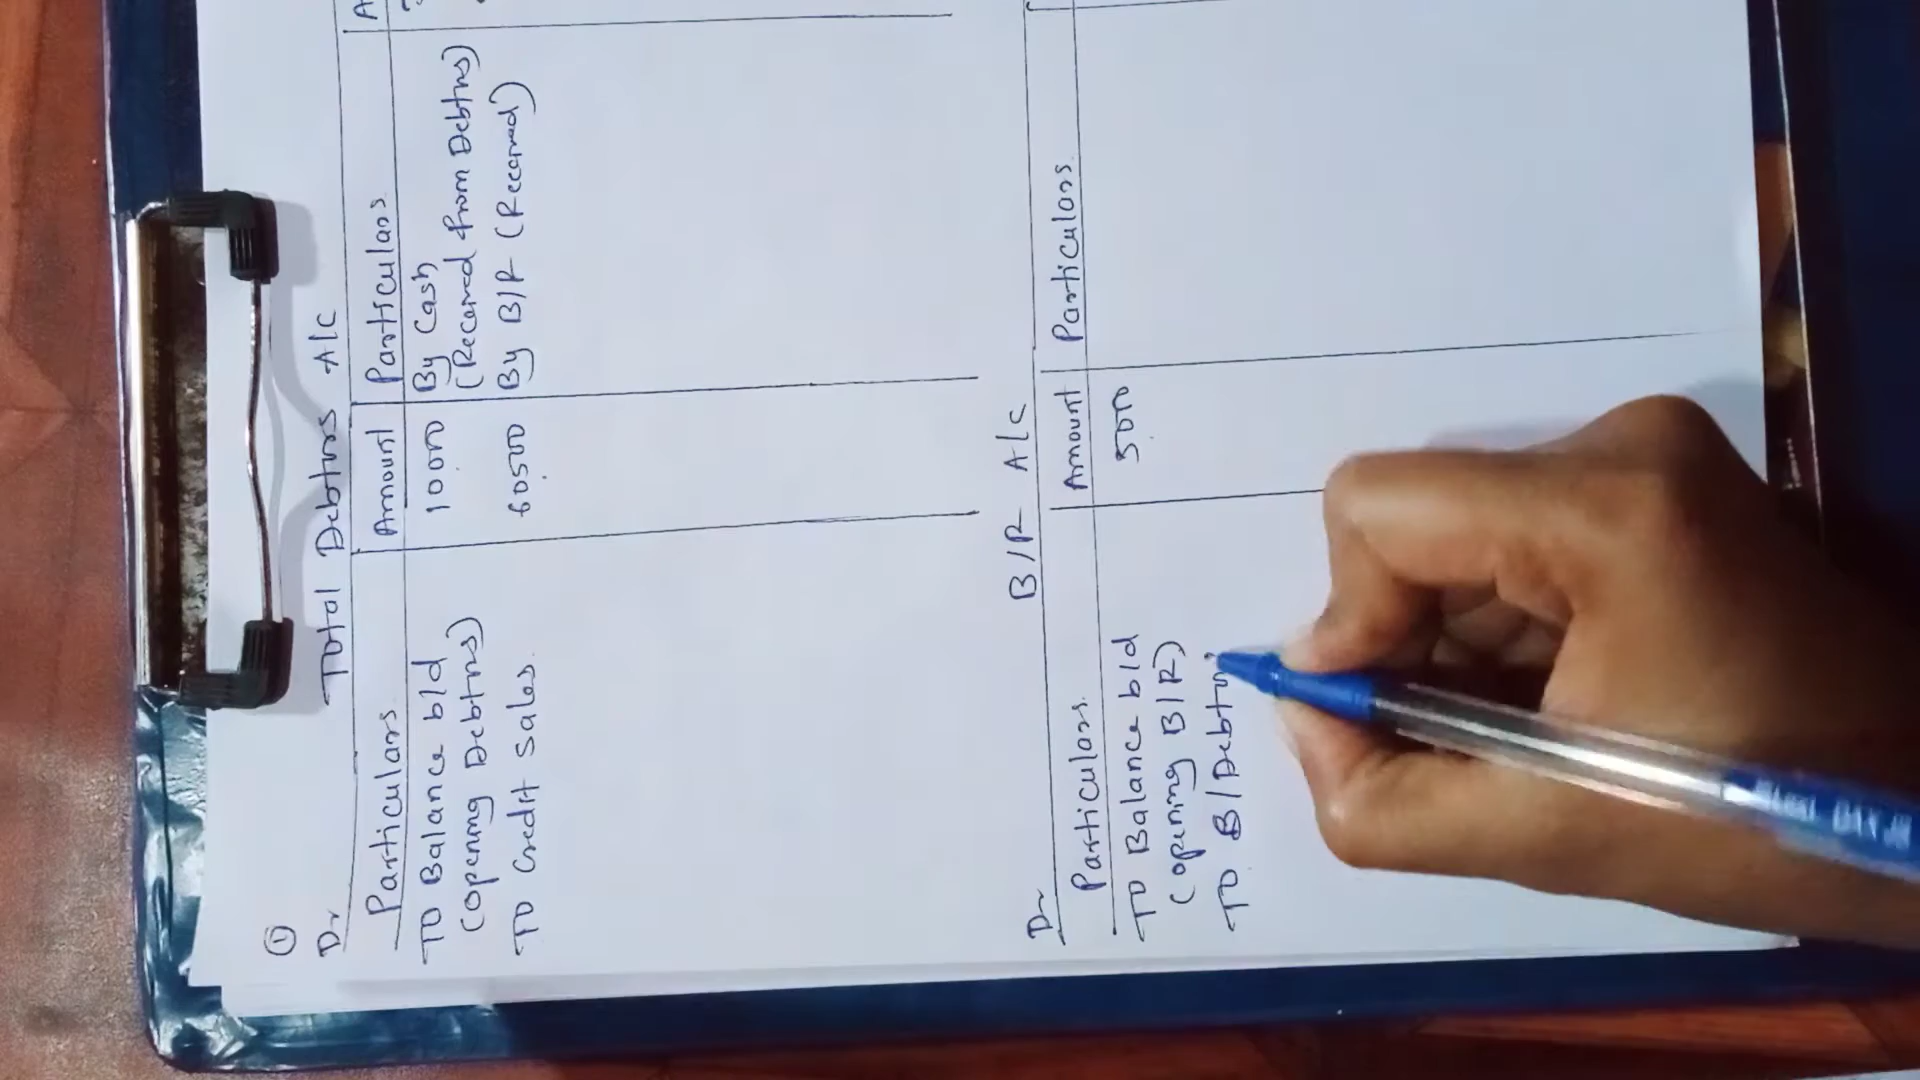 ①
Total Debtors A/c
Dr
Particulars Amount Particulars A
To Balance b/d 10000 By Cash
(opening Debtors) (Received from Debtors)
To Credit Sales 60500 By B/R (Received)
B/R A/c
Dr
Particulars Amount Particulars
To Balance b/d 5000
(opening B/R)
To B/Debtors